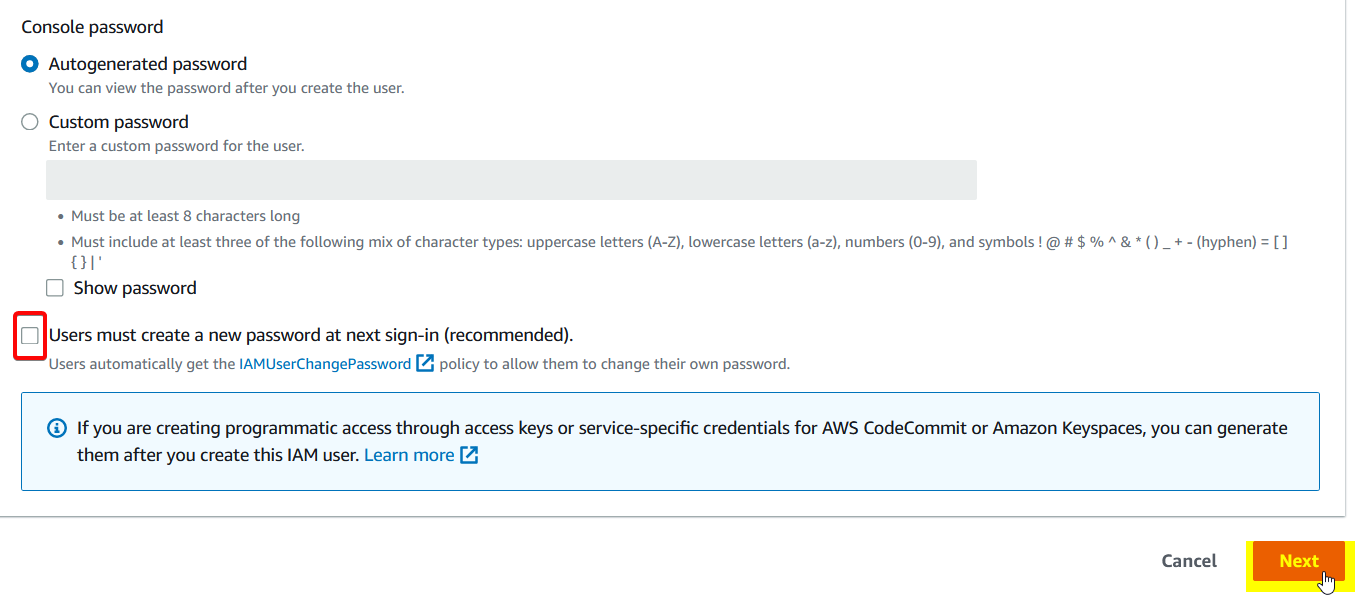 Console password
Autogenerated password
You can view the password after you create the user.
Custom password
Enter a custom password for the user.
• Must be at least 8 characters long
• Must include at least three of the following mix of character types: uppercase letters (A-Z), lowercase letters (a-z), numbers (0-9), and symbols ! @ # $ % ^ & * ( ) _ + - (hyphen) = [ ]
{ } | '
Show password
Users must create a new password at next sign-in (recommended).
Users automatically get the IAMUserChangePassword policy to allow them to change their own password.
If you are creating programmatic access through access keys or service-specific credentials for AWS CodeCommit or Amazon Keyspaces, you can generate
them after you create this IAM user. Learn more
Cancel
Next